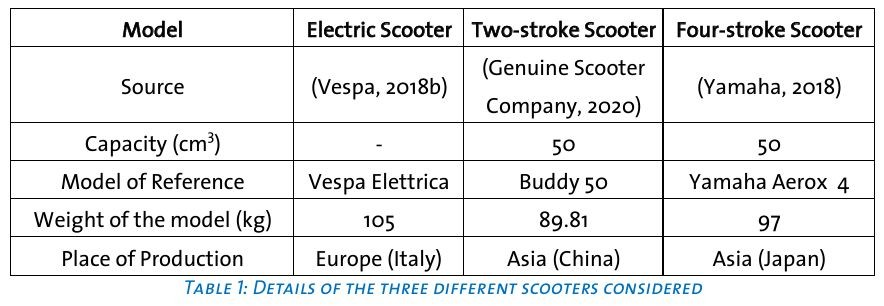 Model Electric Scooter Two-stroke Scooter Four-stroke Scooter
Source (Vespa, 2018b) (Genuine Scooter Company, 2020) (Yamaha, 2018)
Capacity (cm³) - 50 50
Model of Reference Vespa Elettrica Buddy 50 Yamaha Aerox 4
Weight of the model (kg) 105 89.81 97
Place of Production Europe (Italy) Asia (China) Asia (Japan)
TABLE 1: DETAILS OF THE THREE DIFFERENT SCOOTERS CONSIDERED